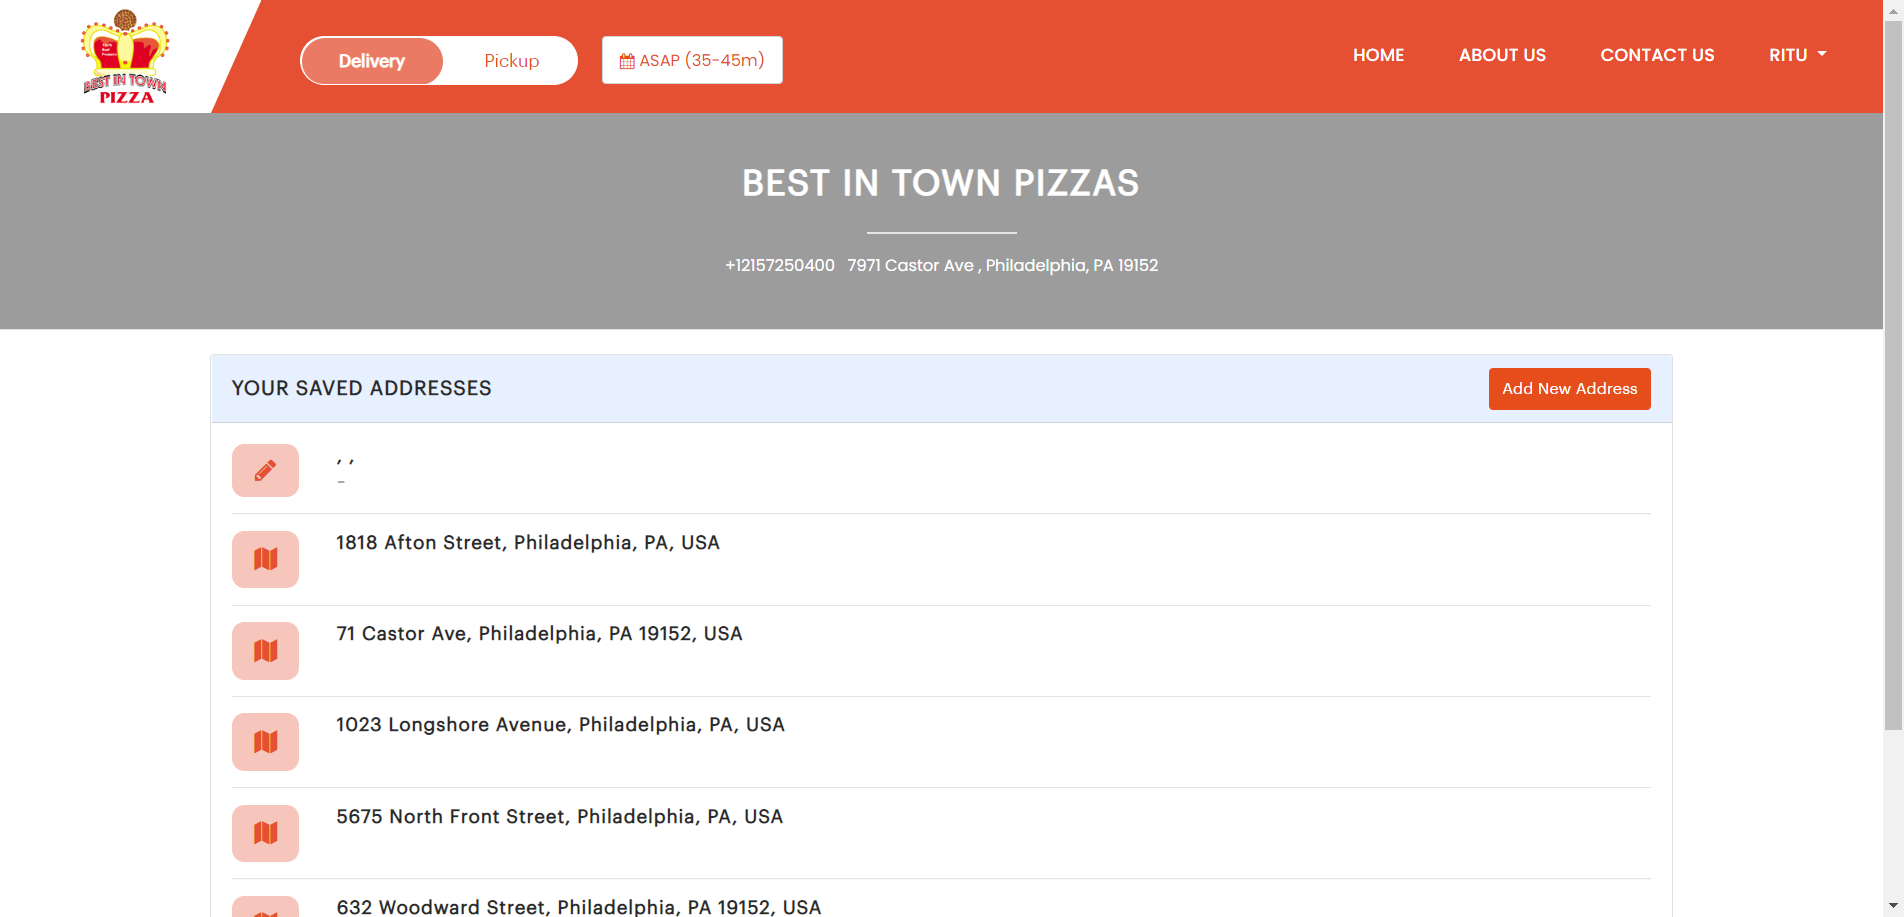 BEST IN TOWN
PIZZA
Delivery
Pickup
ASAP (35-45m)
HOME
ABOUT US
CONTACT US
RITU
BEST IN TOWN PIZZAS
+12157250400 7971 Castor Ave , Philadelphia, PA 19152
YOUR SAVED ADDRESSES
Add New Address
, ,
-
1818 Afton Street, Philadelphia, PA, USA
71 Castor Ave, Philadelphia, PA 19152, USA
1023 Longshore Avenue, Philadelphia, PA, USA
5675 North Front Street, Philadelphia, PA, USA
632 Woodward Street, Philadelphia, PA 19152, USA